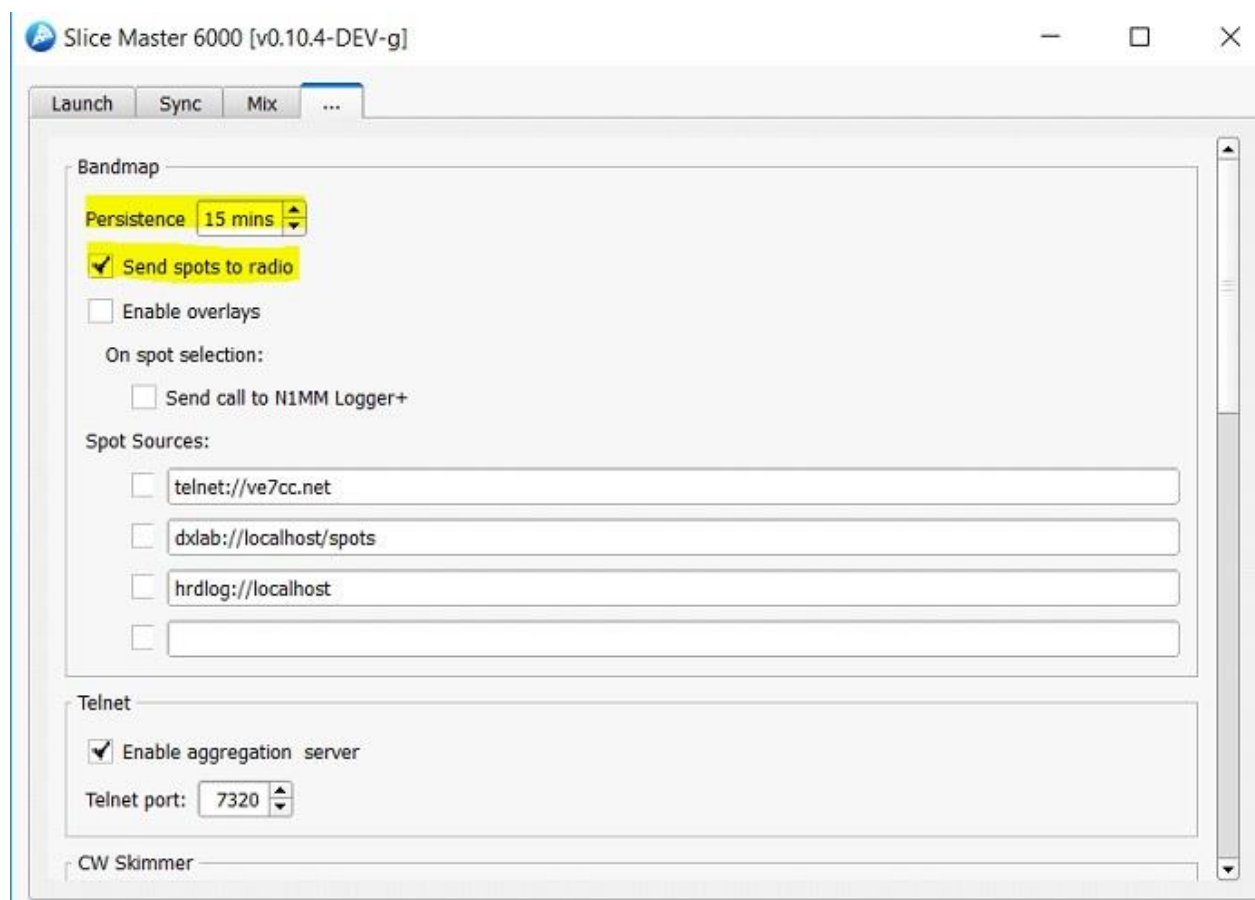 Slice Master 6000 [v0.10.4-DEV-g]
Launch Sync Mix ...
Bandmap
Persistence 15 mins
Send spots to radio
Enable overlays
On spot selection:
Send call to N1MM Logger+
Spot Sources:
telnet://ve7cc.net
dxlab://localhost/spots
hrdlog://localhost
Telnet
Enable aggregation server
Telnet port: 7320
CW Skimmer